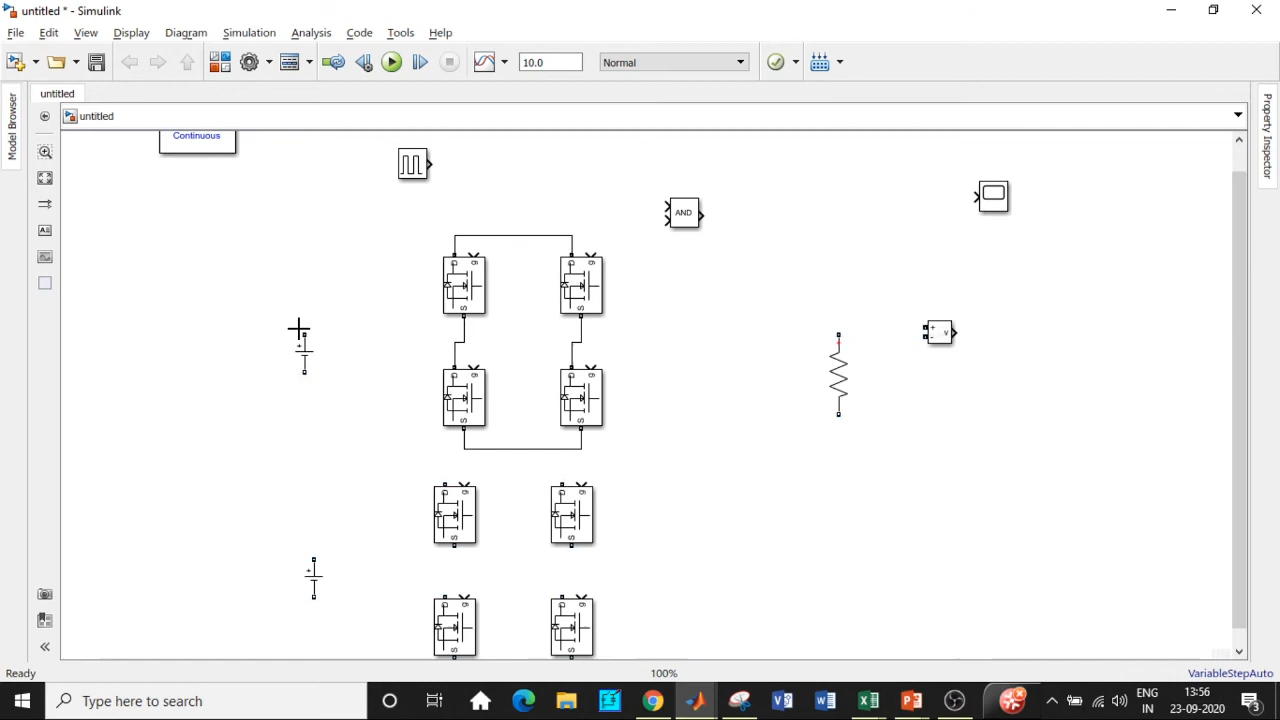 untitled * - Simulink
File Edit View Display Diagram Simulation Analysis Code Tools Help
10.0 Normal
untitled
untitled
Model Browser
Property Inspector
Continuous
AND
g
g
S
S
g
g
S
S
+
- v
+
g
g
S
S
+
g
g
S
S
Ready 100% VariableStepAuto
Type here to search
ENG
IN
13:56
23-09-2020
3